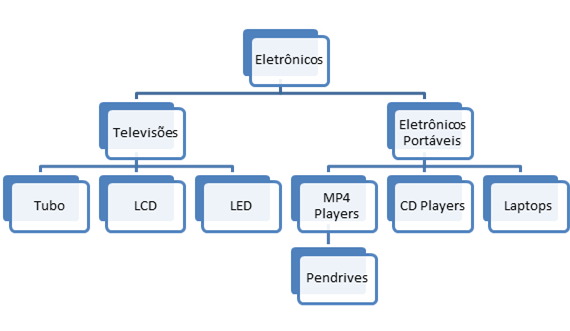 Eletrônicos
Televisões
Eletrônicos
Portáveis
Tubo
LCD
LED
MP4
Players
CD Players
Laptops
Pendrives